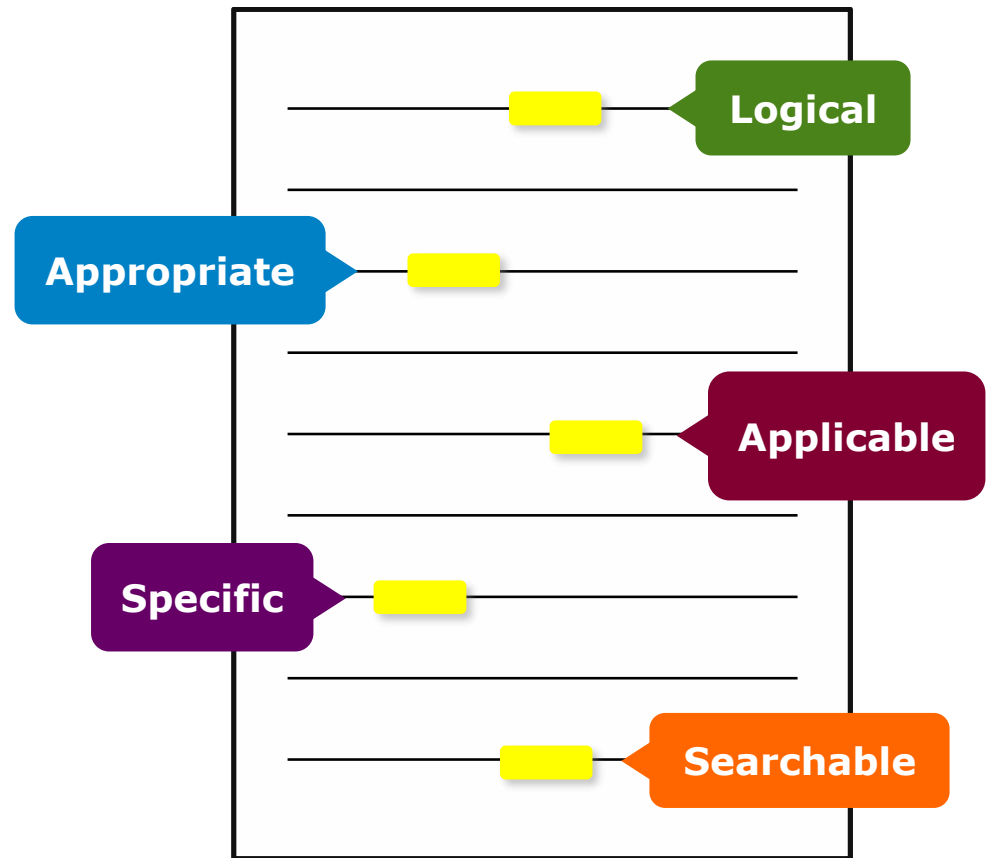 Logical
Appropriate
Applicable
Specific
Searchable